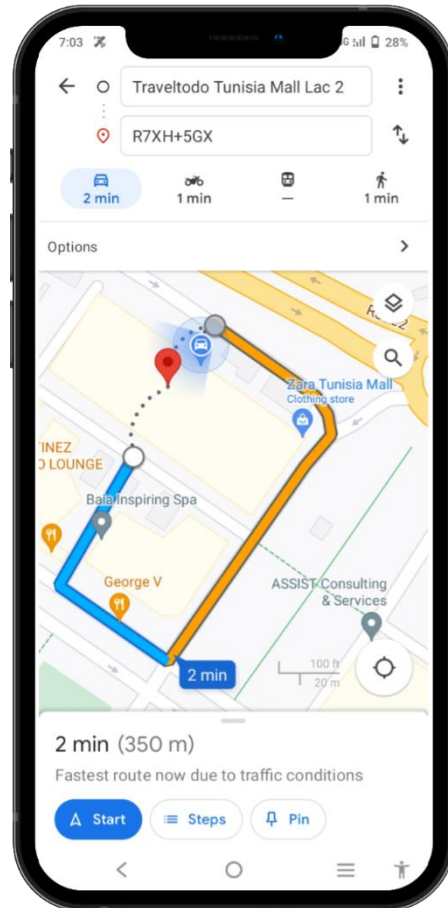 7:03
28%
Traveltodo Tunisia Mall Lac 2
R7XH+5GX
2 min
1 min
—
1 min
Options
Zara Tunisia Mall
Clothing store
INEZ
O LOUNGE
Baia Inspiring Spa
George V
ASSIST Consulting
& Services
2 min
100 ft
20 m
2 min (350 m)
Fastest route now due to traffic conditions
Start
Steps
Pin